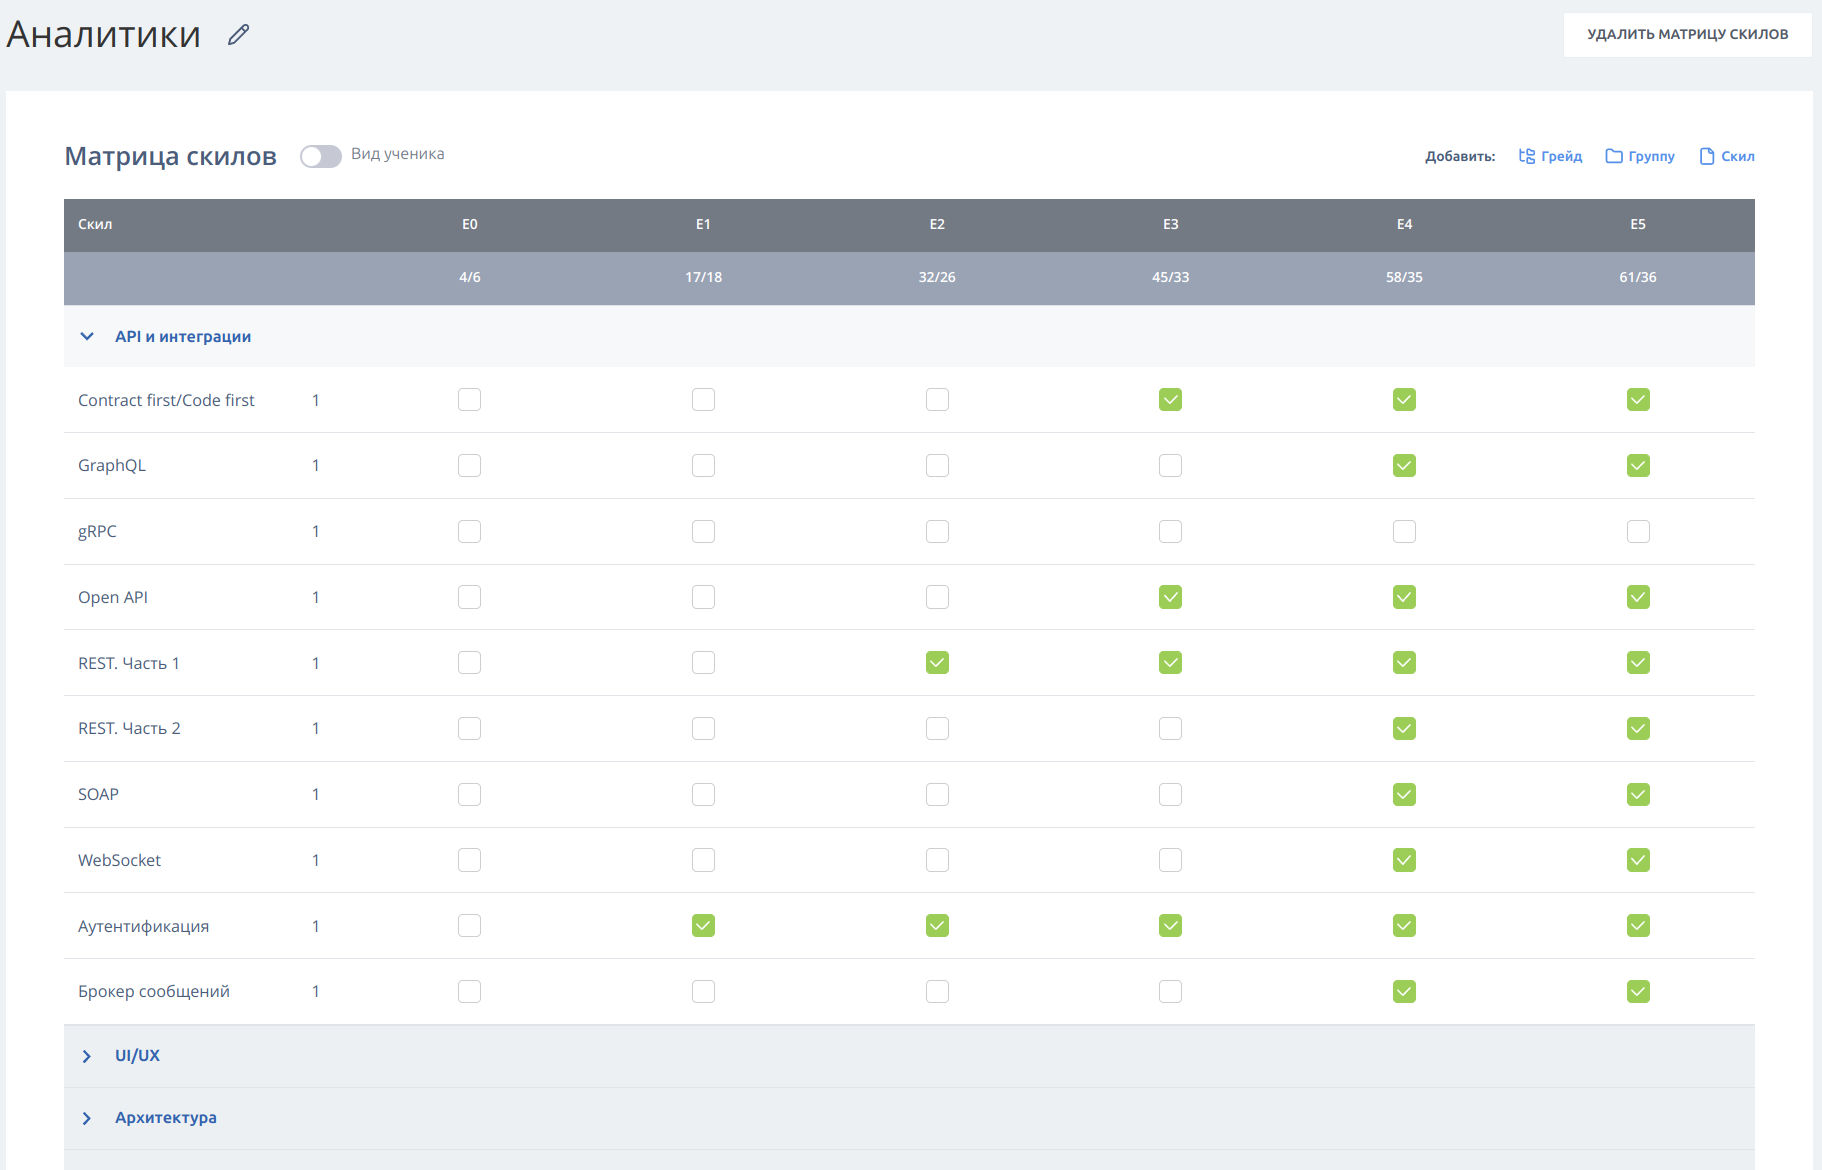 Аналитики
УДАЛИТЬ МАТРИЦУ СКИЛОВ
Матрица скилов Вид ученика Добавить: Грейд Группу Скил
Скил E0 E1 E2 E3 E4 E5
4/6 17/18 32/26 45/33 58/35 61/36
API и интеграции
Contract first/Code first 1
GraphQL 1
gRPC 1
Open API 1
REST. Часть 1 1
REST. Часть 2 1
SOAP 1
WebSocket 1
Аутентификация 1
Брокер сообщений 1
UI/UX
Архитектура